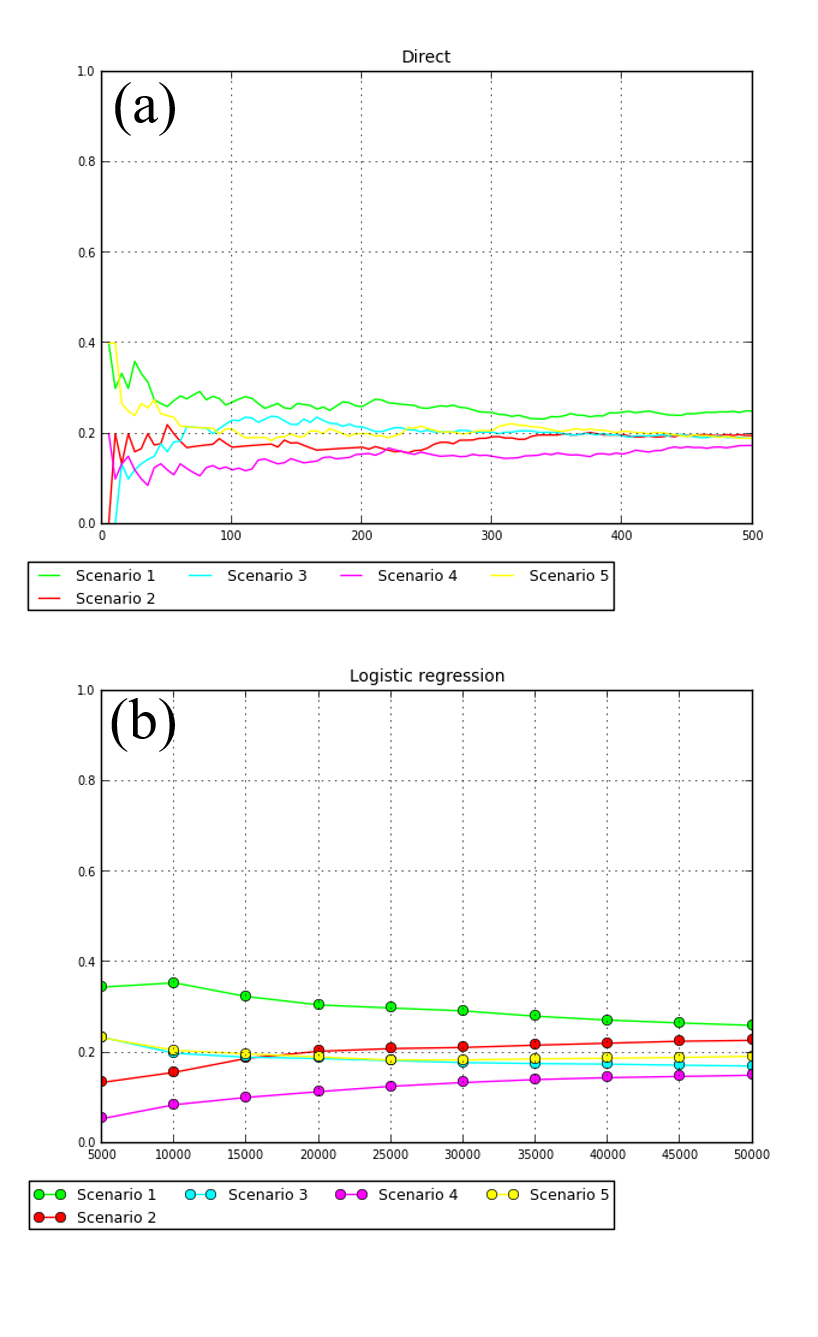 Direct
(a)
1.0
0.8
0.6
0.4
0.2
0.0
0 100 200 300 400 500
Scenario 1 Scenario 3 Scenario 4 Scenario 5
Scenario 2
Logistic regression
(b)
1.0
0.8
0.6
0.4
0.2
0.0
5000 10000 15000 20000 25000 30000 35000 40000 45000 50000
Scenario 1 Scenario 3 Scenario 4 Scenario 5
Scenario 2